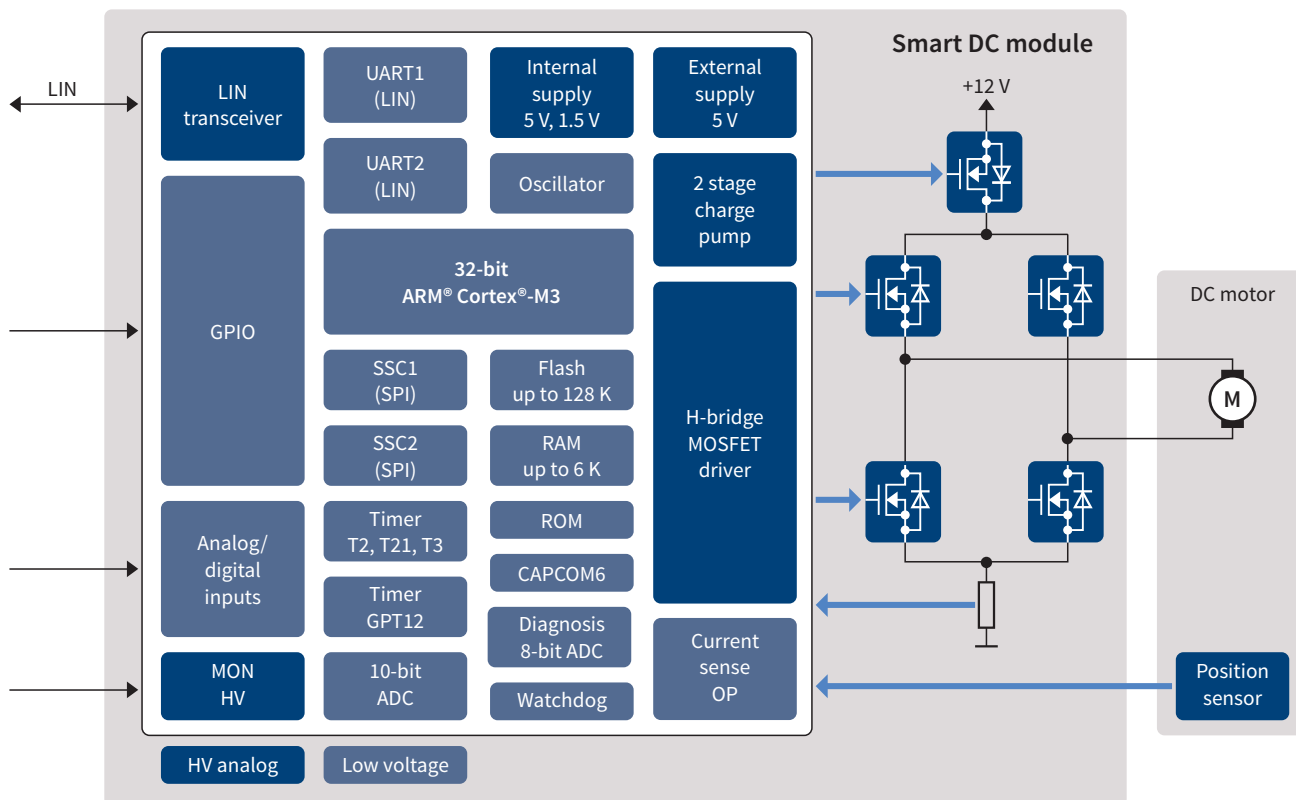 Smart DC module
LIN
LIN
transceiver
GPIO
Analog/
digital
inputs
MON
HV
UART1
(LIN)
UART2
(LIN)
Internal
supply
5 V, 1.5 V
Oscillator
32-bit
ARM® Cortex®-M3
SSC1
(SPI)
SSC2
(SPI)
Timer
T2, T21, T3
Timer
GPT12
10-bit
ADC
Flash
up to 128 K
RAM
up to 6 K
ROM
CAPCOM6
Diagnosis
8-bit ADC
Watchdog
External
supply
5 V
2 stage
charge
pump
H-bridge
MOSFET
driver
Current
sense
OP
+12 V
DC motor
M
Position
sensor
HV analog
Low voltage